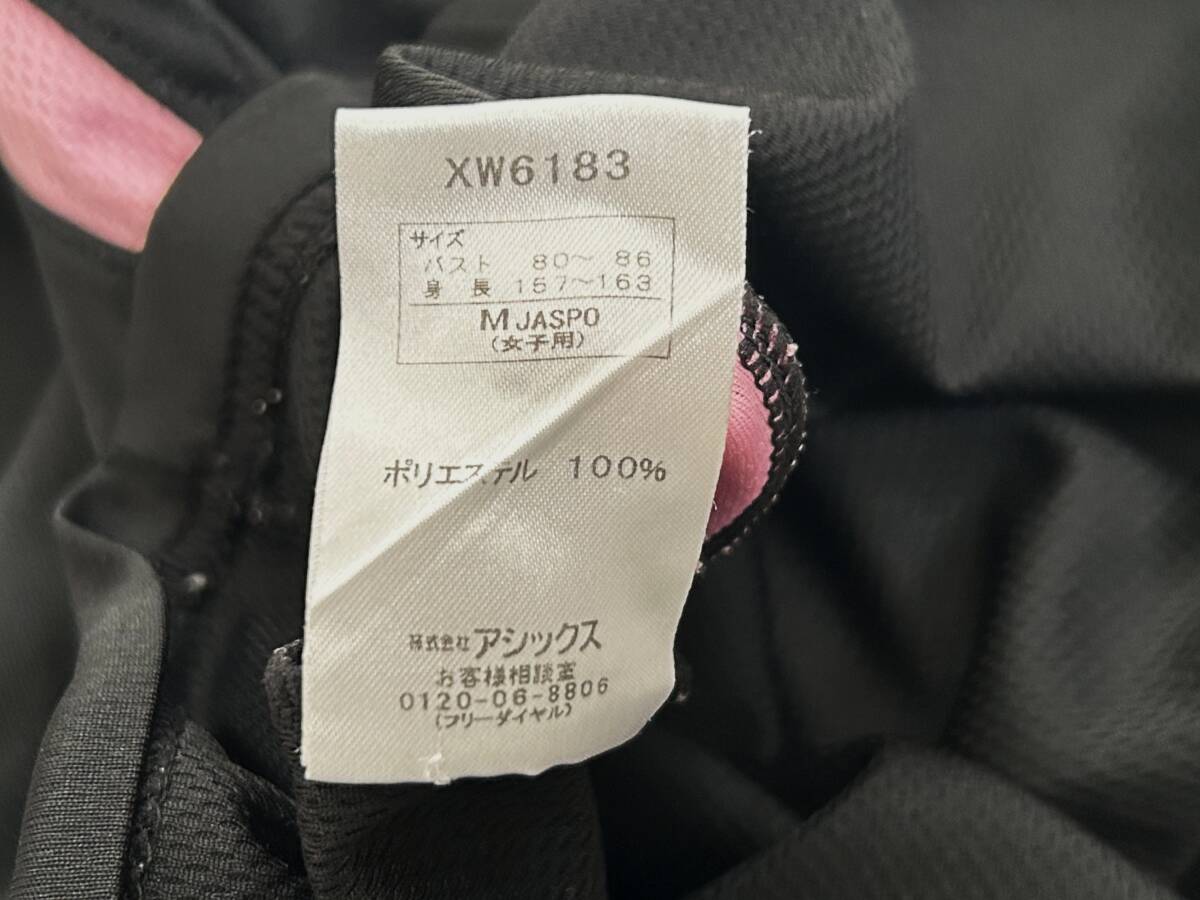 XW6183
サイズ
バスト 80〜 86
身 長 157〜163
M JASPO
(女子用)
ポリエステル 100%
株式会社 アシックス
お客様相談室
0120-06-8806
(フリーダイヤル)